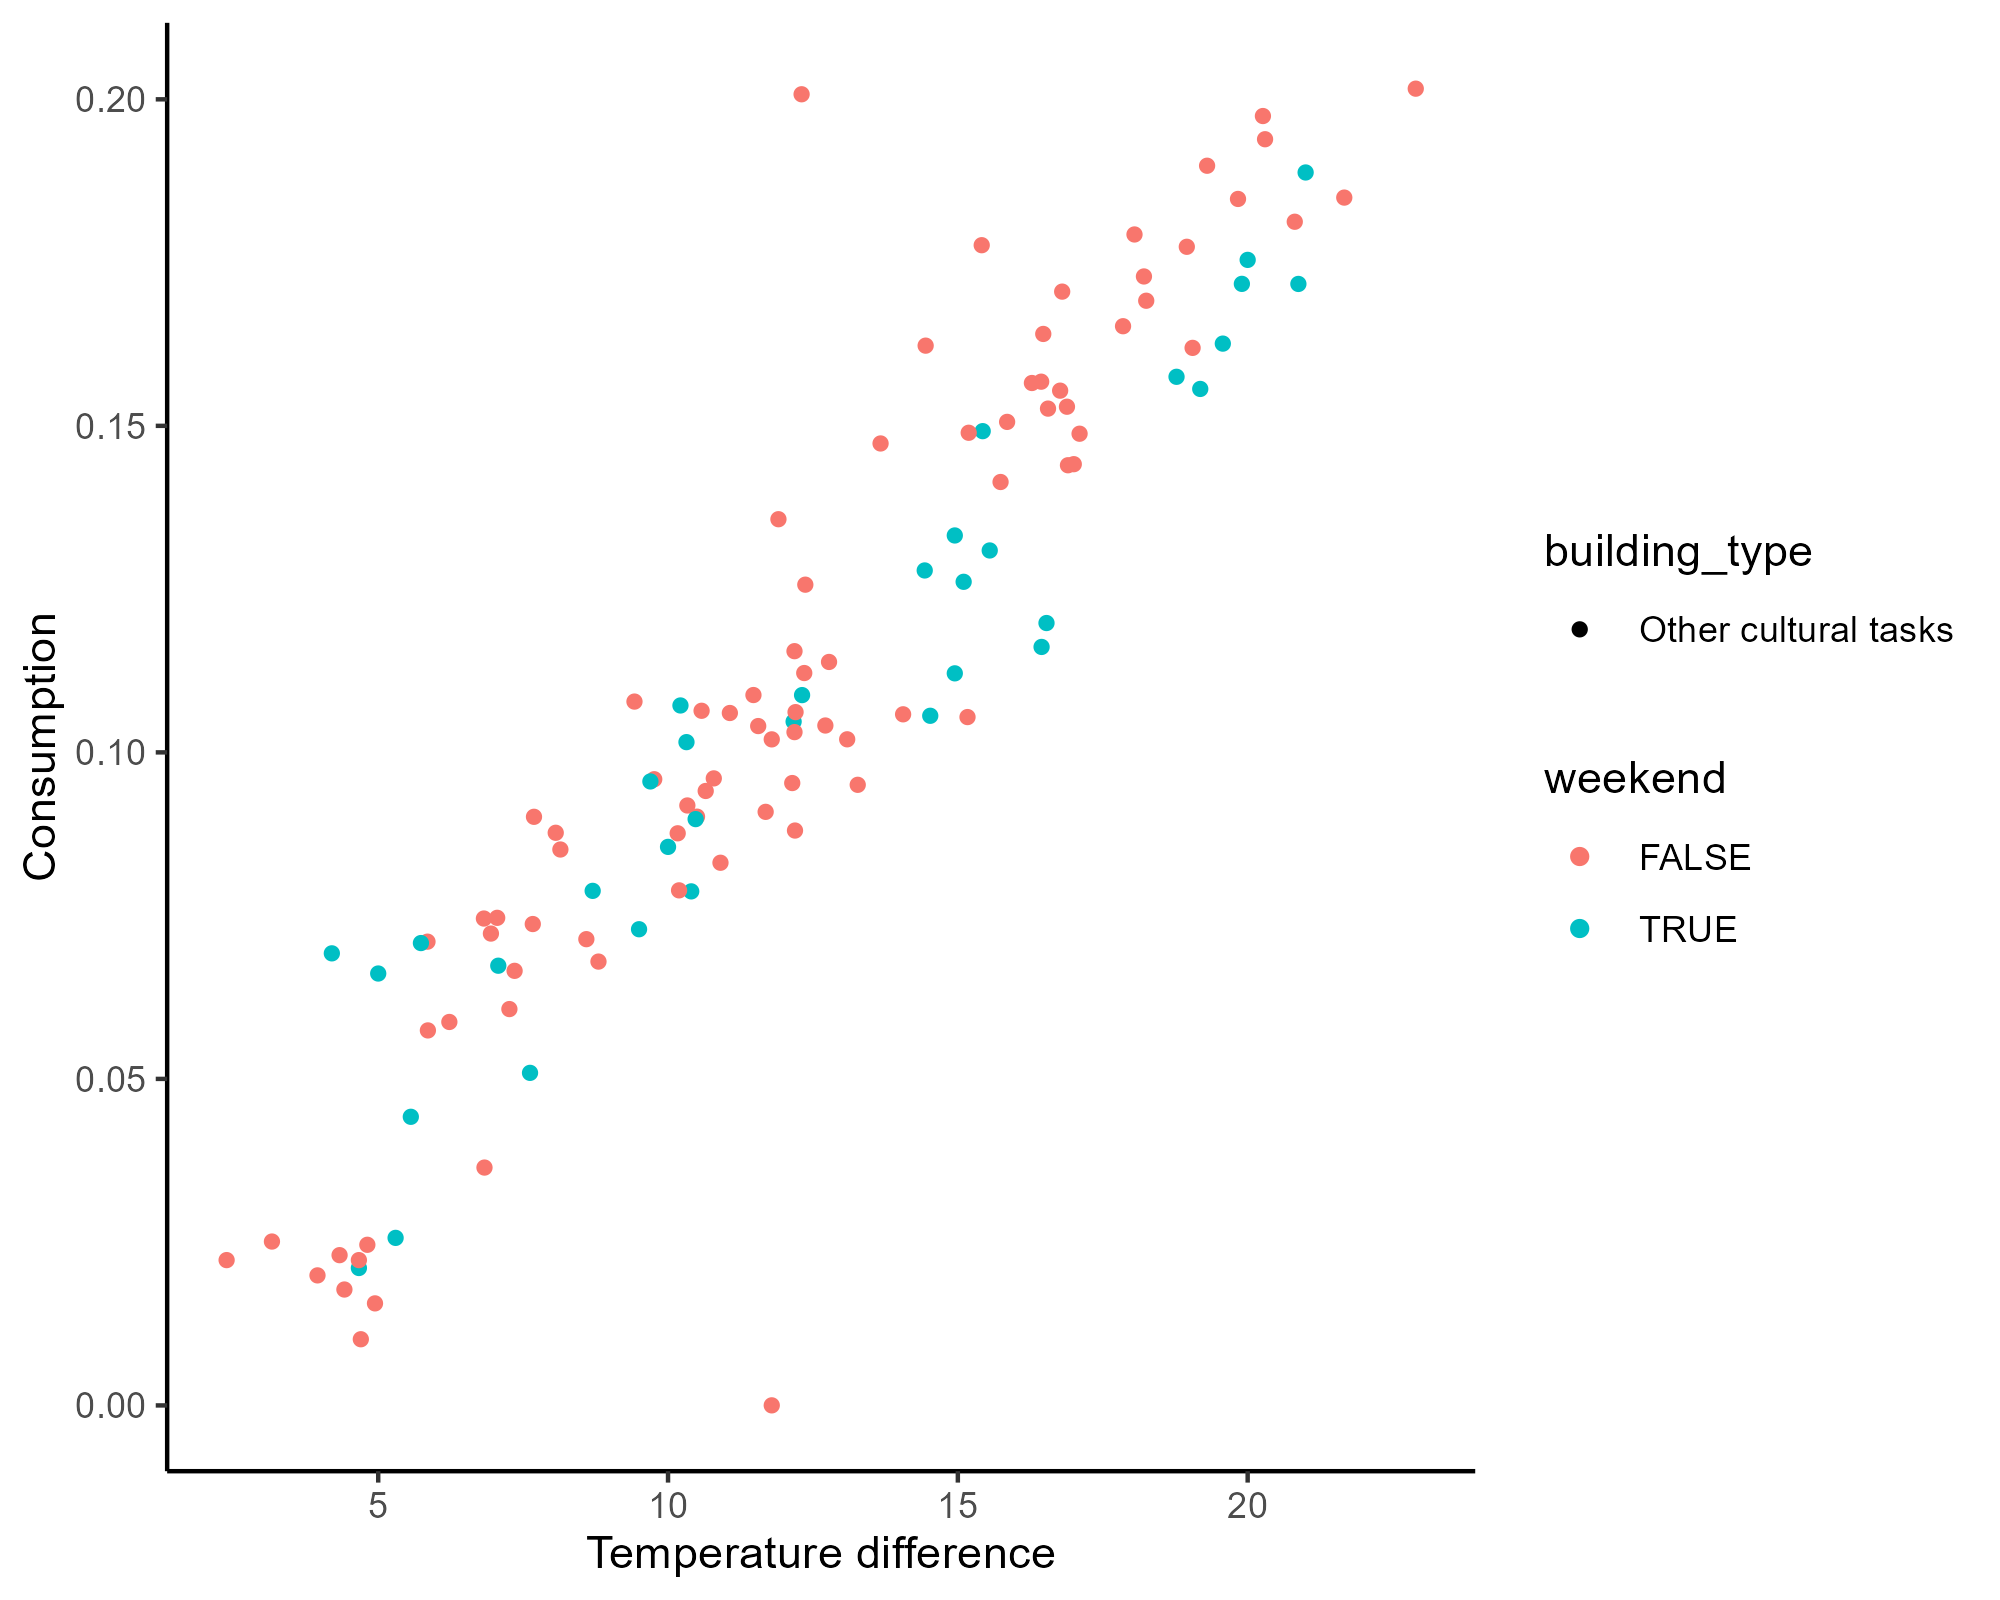 0.20
0.15
0.10
0.05
0.00
Consumption
5 10 15 20
Temperature difference
building_type
Other cultural tasks
weekend
FALSE
TRUE